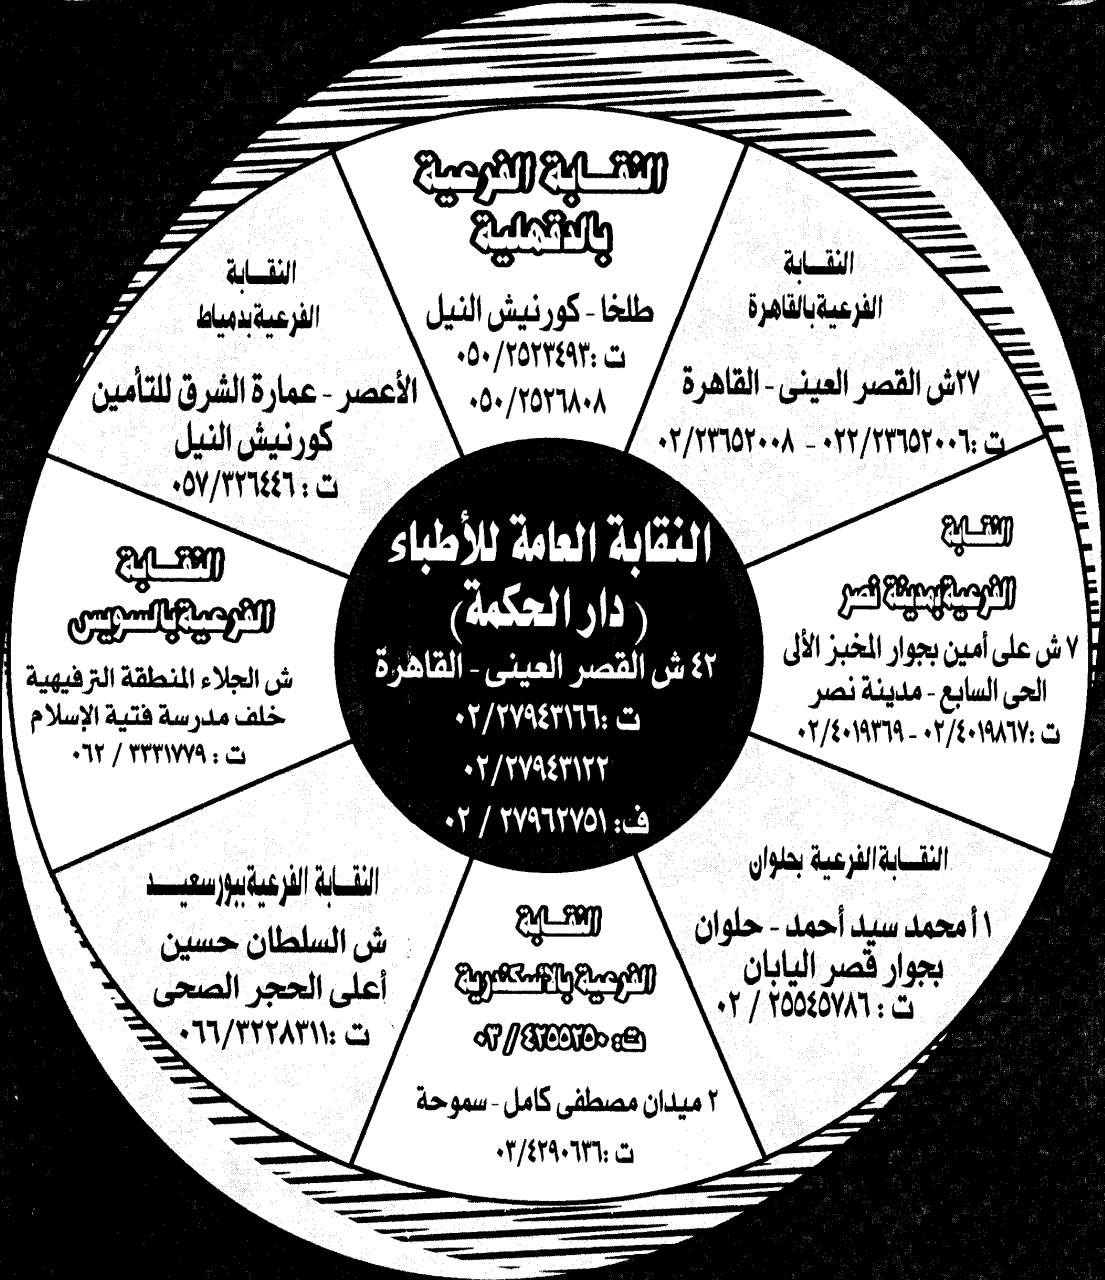 النقابة الفرعية
بالدقهلية
طلخا - كورنيش النيل
ت :٠٥٠/٢٥٢٣٤٩٣
٠٥٠/٢٥٢٦٨٠٨
النقابة
الفرعية بالقاهرة
٢٧ش القصر العينى - القاهرة
ت :٠٢٢/٢٣٦٥٢٠٠٦ - ٠٢/٢٣٦٥٢٠٠٨
النقابة
الفرعية بمدينة نصر
٧ ش على أمين بجوار المخبز الألى
الحى السابع - مدينة نصر
ت :٠٢/٤٠١٩٨٦٧ - ٠٢/٤٠١٩٣٦٩
النقابة الفرعية بحلوان
١ أ محمد سيد أحمد - حلوان
بجوار قصر اليابان
ت : ٢٥٥٤٥٧٨٦ / ٠٢
النقابة
الفرعية بالاسكندرية
ت: ٤٢٥٥٢٥٠ / ٠٣
٢ ميدان مصطفى كامل - سموحة
ت :٠٣/٤٢٩٠٦٣٦
النقابة الفرعية ببورسعيد
ش السلطان حسين
أعلى الحجر الصحى
ت :٠٦٦/٣٢٢٨٣١١
النقابة
الفرعية بالسويس
ش الجلاء المنطقة الترفيهية
خلف مدرسة فتية الإسلام
ت : ٣٣٣١٧٧٩ / ٠٦٢
النقابة
الفرعية بدمياط
الأعصر - عمارة الشرق للتأمين
كورنيش النيل
ت : ٠٥٧/٣٢٦٤٤٦
النقابة العامة للأطباء
( دار الحكمة )
٤٢ ش القصر العينى - القاهرة
ت :٠٢/٢٧٩٤٣١٦٦
٠٢/٢٧٩٤٣١٢٢
ف: ٢٧٩٦٢٧٥١ / ٠٢